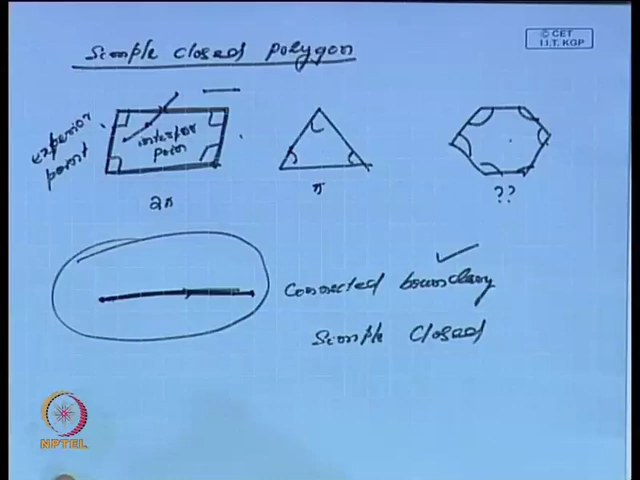 Simple closed polygon
© CET
I.I.T. KGP
exterior
point
interior
point
2π
π
??
Connected boundary
Simple Closed
NPTEL